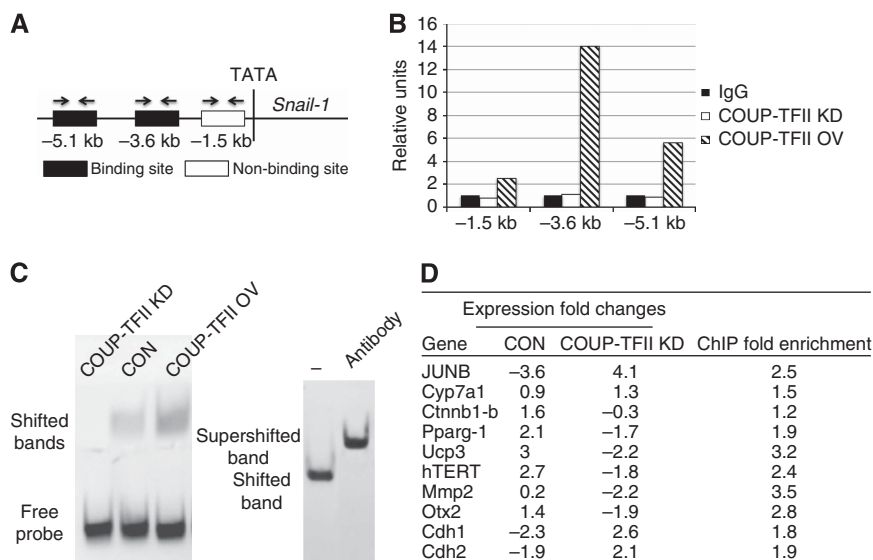 A
TATA
Snail-1
–5.1 kb –3.6 kb –1.5 kb
Binding site Non-binding site
B
Relative units
16
14
12
10
8
6
4
2
0
–1.5 kb –3.6 kb –5.1 kb
IgG
COUP-TFII KD
COUP-TFII OV
C
COUP-TFII KD
CON
COUP-TFII OV
Shifted
bands
Free
probe
– Antibody
Supershifted
band
Shifted
band
D
Expression fold changes
Gene CON COUP-TFII KD ChIP fold enrichment
JUNB –3.6 4.1 2.5
Cyp7a1 0.9 1.3 1.5
Ctnnb1-b 1.6 –0.3 1.2
Pparg-1 2.1 –1.7 1.9
Ucp3 3 –2.2 3.2
hTERT 2.7 –1.8 2.4
Mmp2 0.2 –2.2 3.5
Otx2 1.4 –1.9 2.8
Cdh1 –2.3 2.6 1.8
Cdh2 –1.9 2.1 1.9